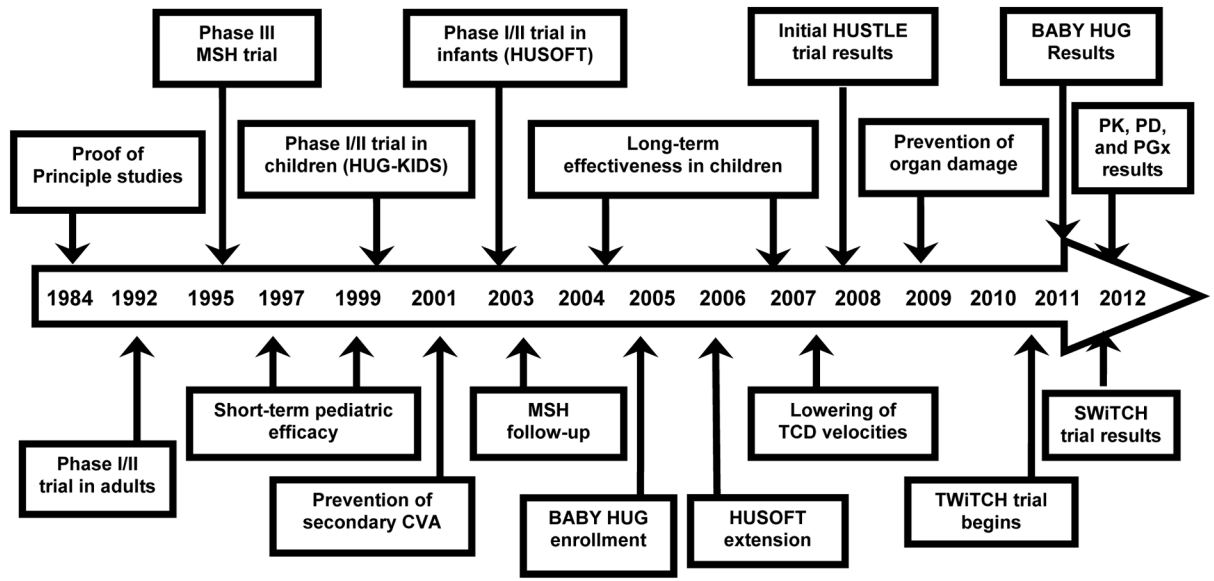 Phase III
MSH trial
Phase I/II trial in
infants (HUSOFT)
Initial HUSTLE
trial results
BABY HUG
Results
Proof of
Principle studies
Phase I/II trial in
children (HUG-KIDS)
Long-term
effectiveness in children
Prevention of
organ damage
PK, PD,
and PGx
results
1984 1992 1995 1997 1999 2001 2003 2004 2005 2006 2007 2008 2009 2010 2011 2012
Phase I/II
trial in adults
Short-term pediatric
efficacy
Prevention of
secondary CVA
MSH
follow-up
BABY HUG
enrollment
HUSOFT
extension
Lowering of
TCD velocities
TWiTCH trial
begins
SWiTCH
trial results